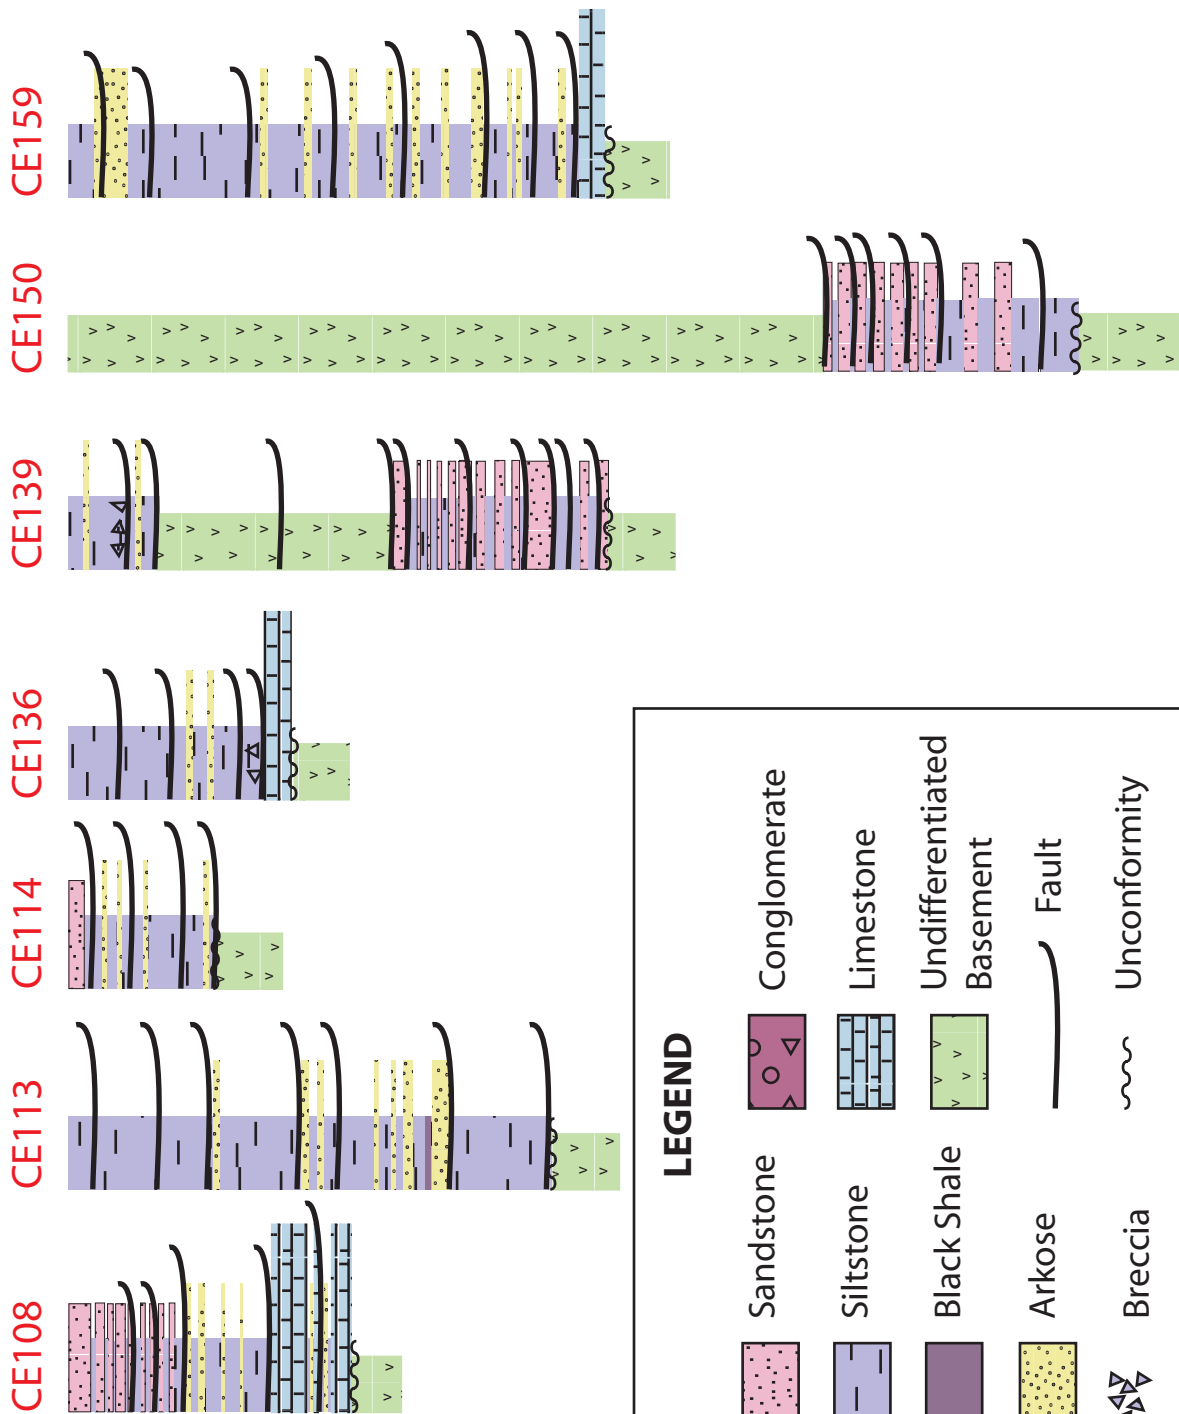 CE108
CE113
CE114
CE136
CE139
CE150
CE159
LEGEND
Sandstone
Siltstone
Black Shale
Arkose
Breccia
Conglomerate
Limestone
Undifferentiated
Basement
Fault
Unconformity